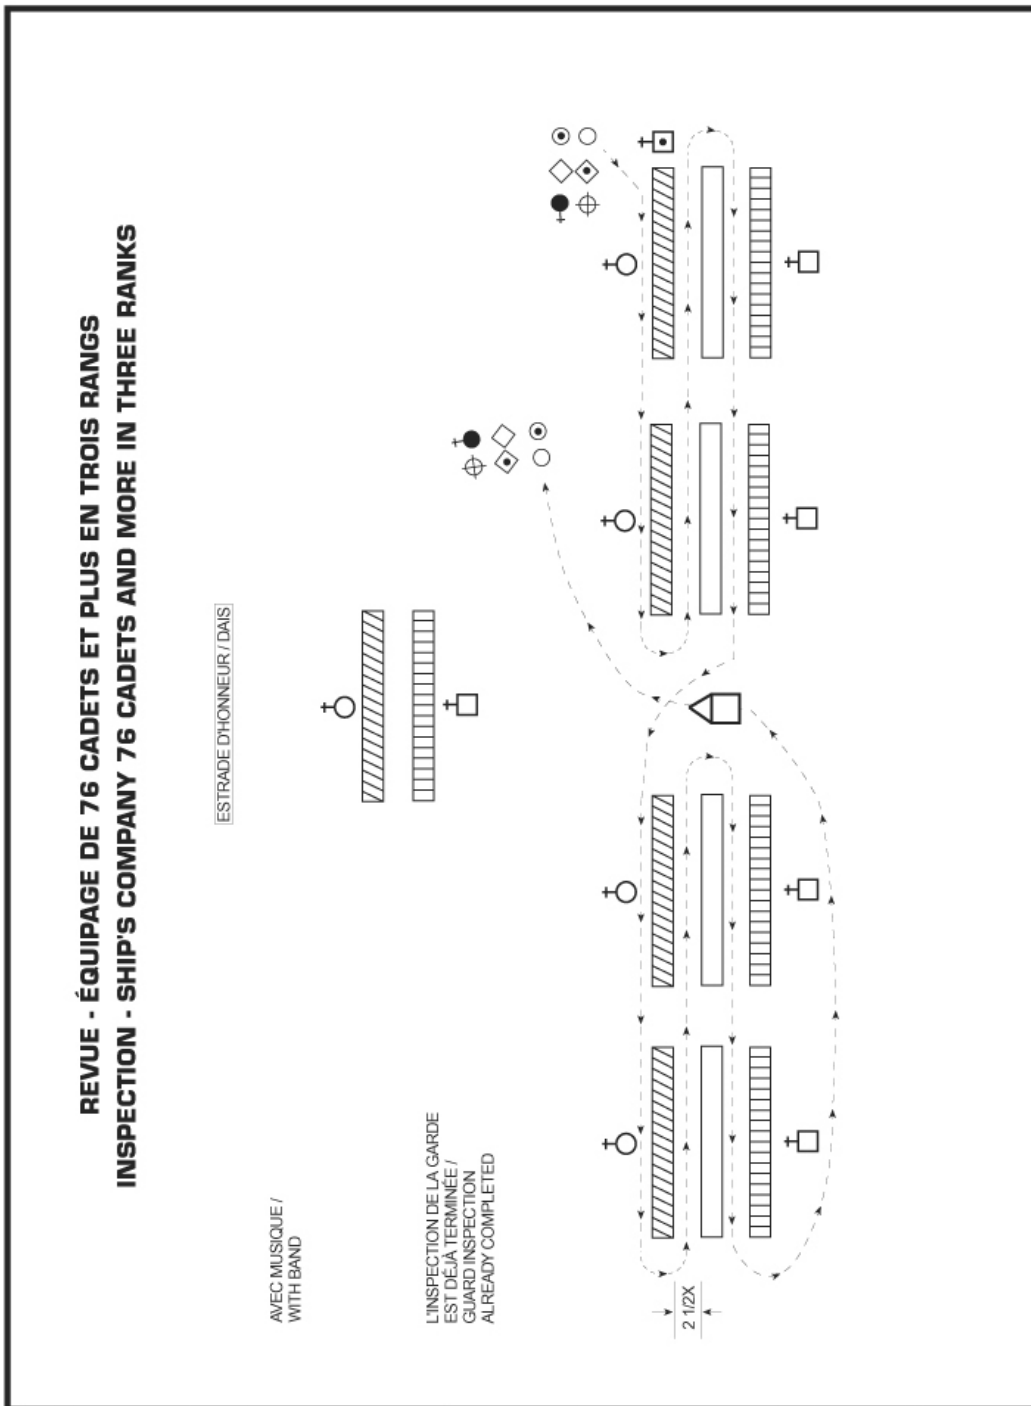 REVUE - ÉQUIPAGE DE 76 CADETS ET PLUS EN TROIS RANGS
INSPECTION - SHIP'S COMPANY 76 CADETS AND MORE IN THREE RANKS
ESTRADE D'HONNEUR / DAIS
AVEC MUSIQUE /
WITH BAND
L'INSPECTION DE LA GARDE
EST DÉJÀ TERMINÉE /
GUARD INSPECTION
ALREADY COMPLETED
2 1/2X